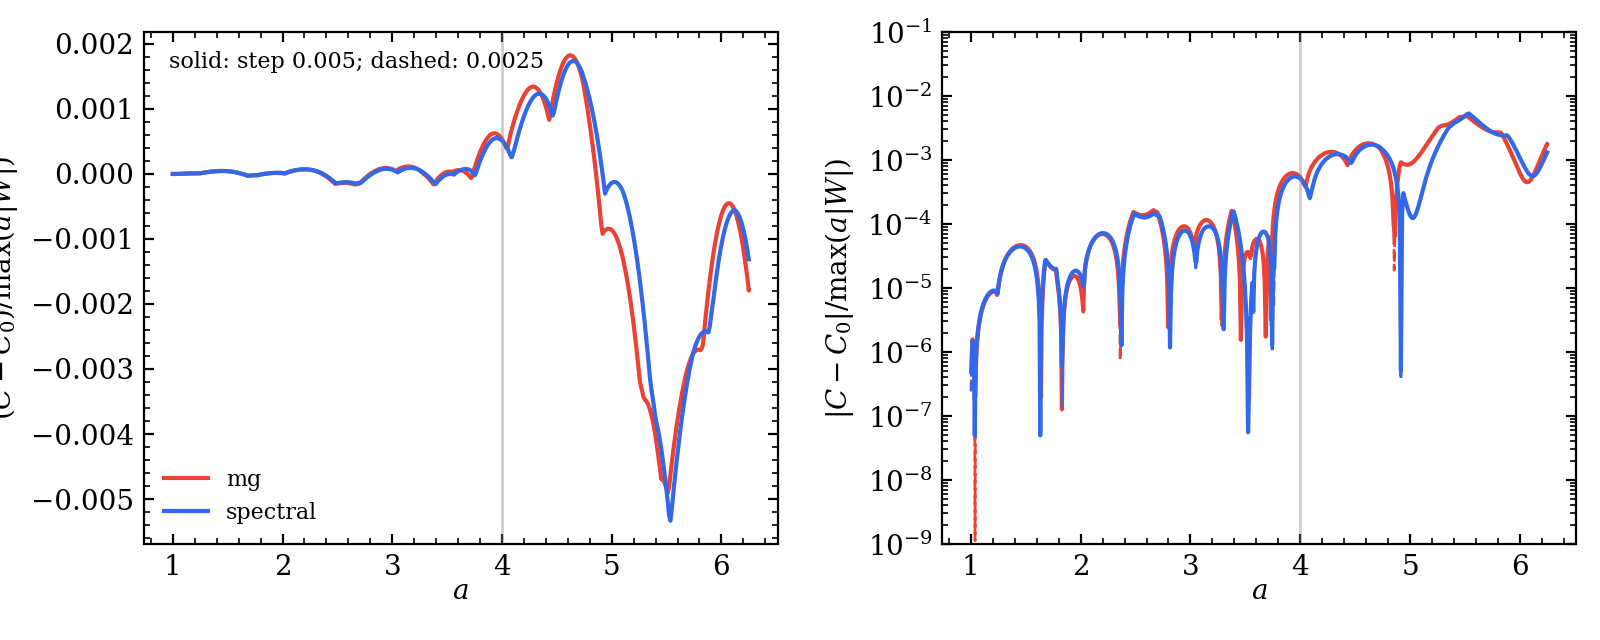 solid: step 0.005; dashed: 0.0025
0.002
0.001
0.000
−0.001
−0.002
−0.003
−0.004
−0.005
(C − C₀)/max(a|W|)
mg
spectral
1 2 3 4 5 6
a
10⁻¹
10⁻²
10⁻³
10⁻⁴
10⁻⁵
10⁻⁶
10⁻⁷
10⁻⁸
10⁻⁹
|C − C₀|/max(a|W|)
1 2 3 4 5 6
a